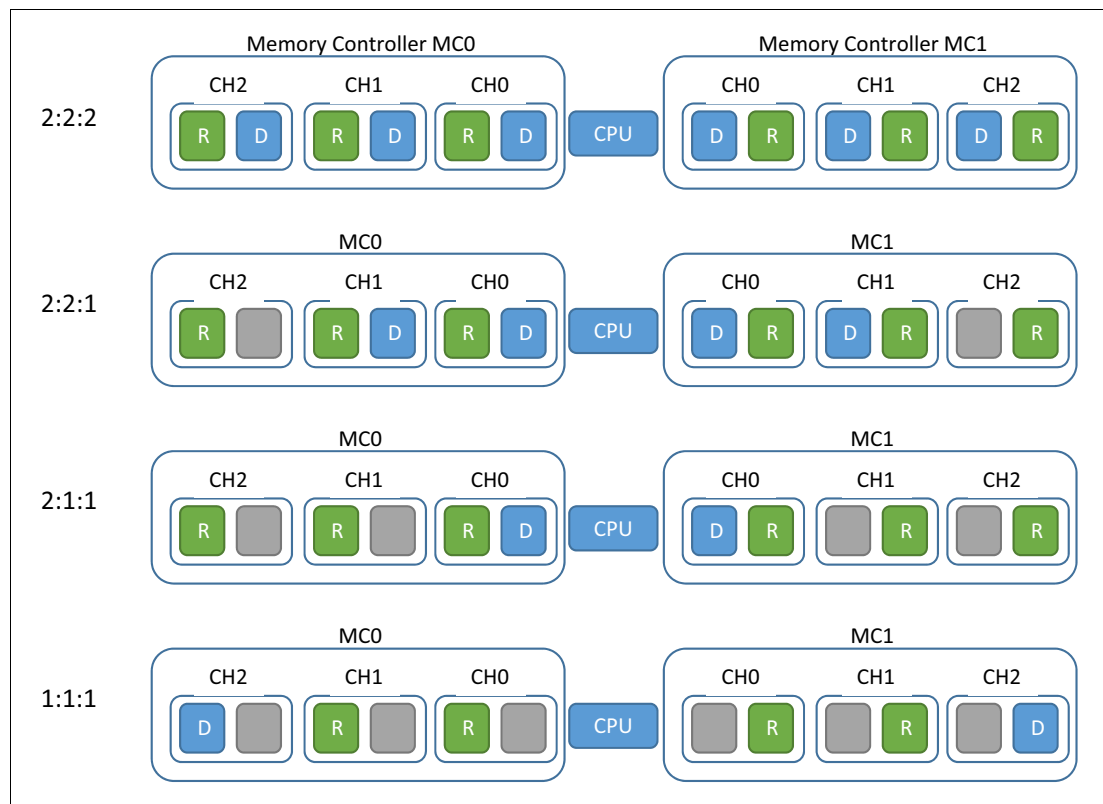 Memory Controller MC0 Memory Controller MC1
CH2 CH1 CH0 CH0 CH1 CH2
2:2:2 R D R D R D CPU D R D R D R
MC0 MC1
CH2 CH1 CH0 CH0 CH1 CH2
2:2:1 R R D R D CPU D R D R R
MC0 MC1
CH2 CH1 CH0 CH0 CH1 CH2
2:1:1 R R R D CPU D R R R
MC0 MC1
CH2 CH1 CH0 CH0 CH1 CH2
1:1:1 D R R CPU R R D